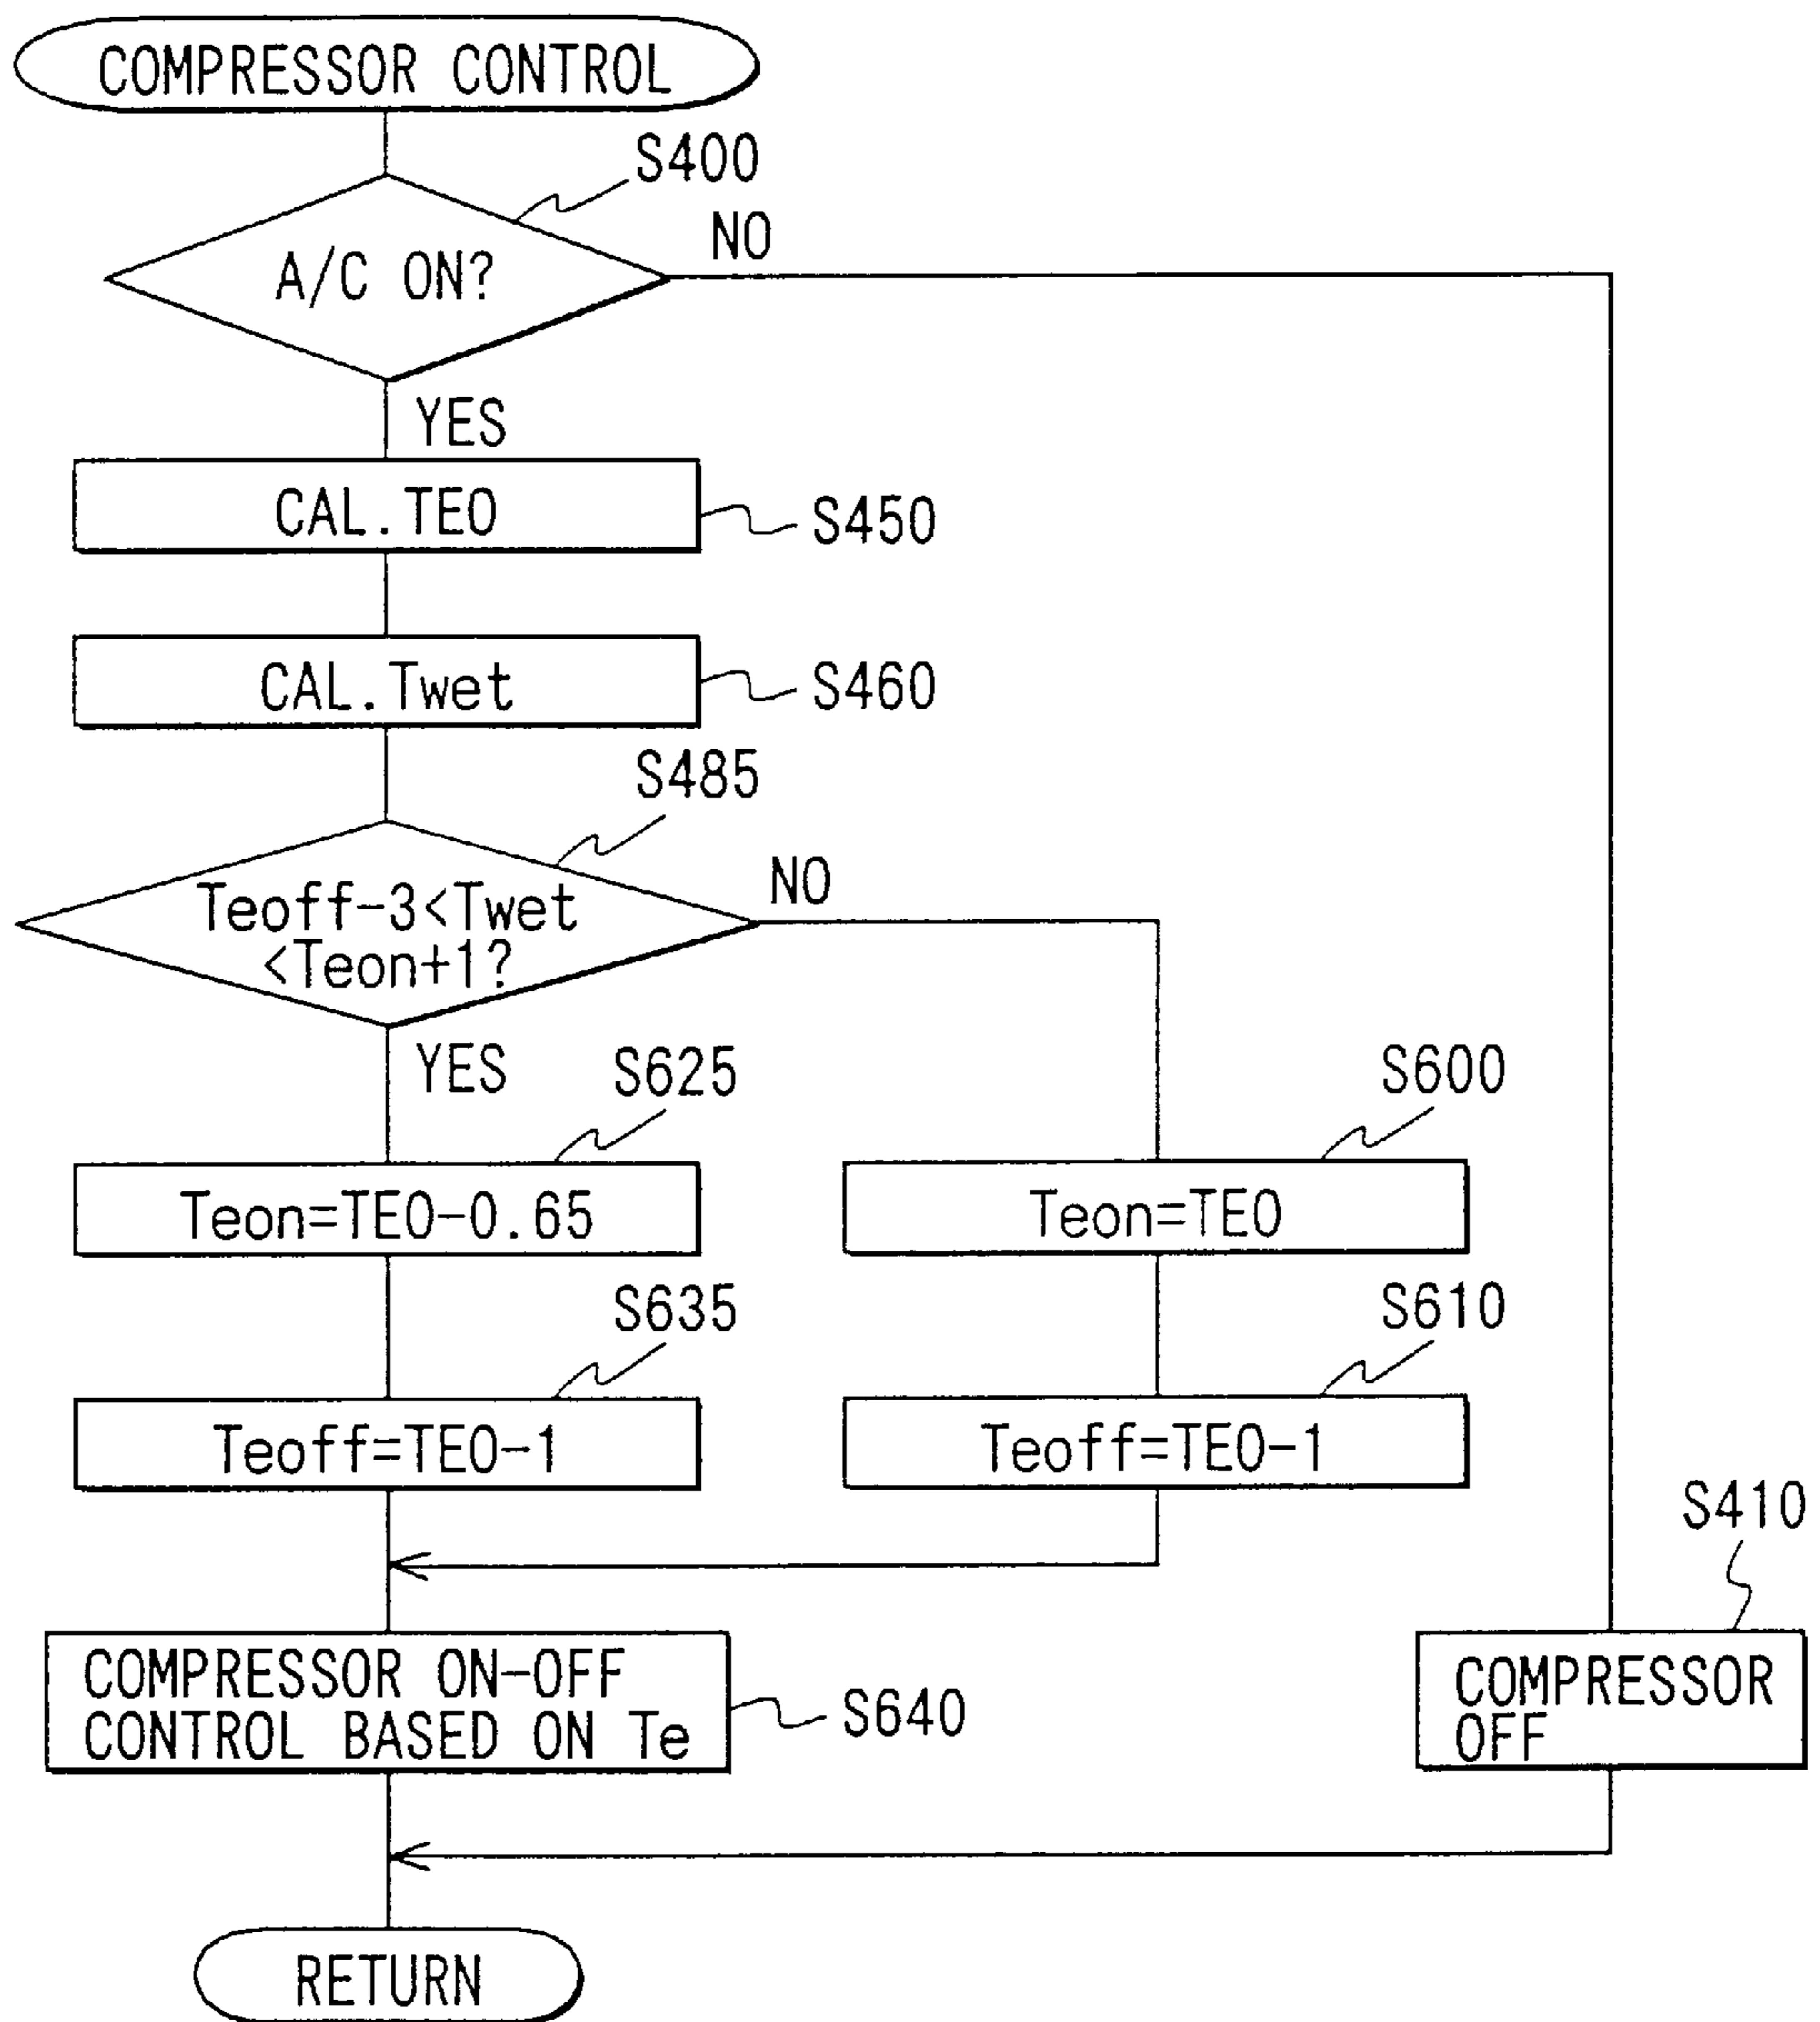 COMPRESSOR CONTROL
S400
A/C ON?
NO
YES
CAL.TEO
S450
CAL.Twet
S460
S485
Teoff-3<Twet
<Teon+1?
NO
YES
S625
Teon=TEO-0.65
S600
Teon=TEO
S635
Teoff=TEO-1
S610
Teoff=TEO-1
COMPRESSOR ON-OFF
CONTROL BASED ON Te
S640
S410
COMPRESSOR
OFF
RETURN